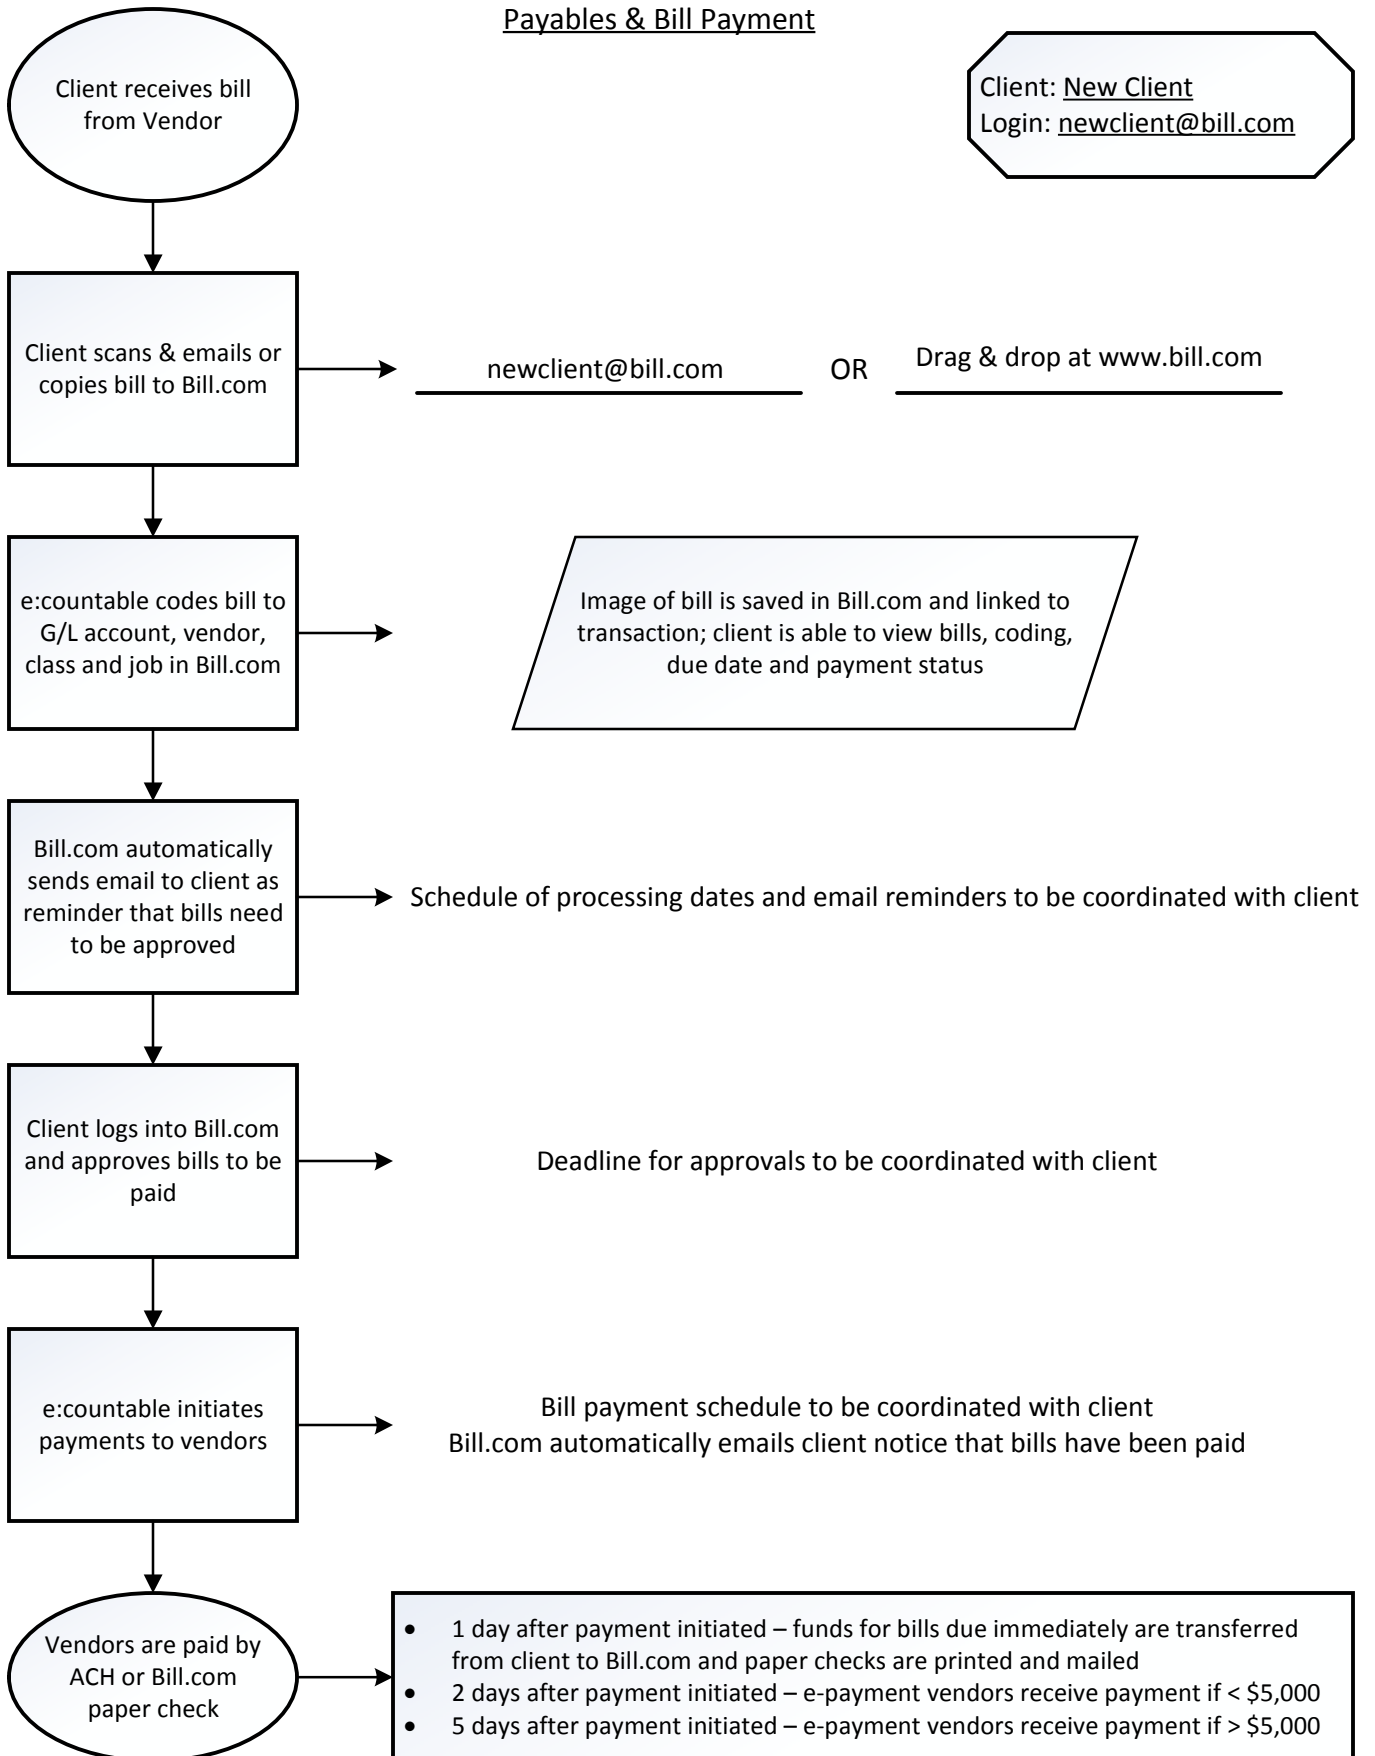 Payables & Bill Payment
Client receives bill
from Vendor
Client: New Client
Login: newclient@bill.com
Client scans & emails or
copies bill to Bill.com
newclient@bill.com
OR
Drag & drop at www.bill.com
e:countable codes bill to
G/L account, vendor,
class and job in Bill.com
Image of bill is saved in Bill.com and linked to
transaction; client is able to view bills, coding,
due date and payment status
Bill.com automatically
sends email to client as
reminder that bills need
to be approved
Schedule of processing dates and email reminders to be coordinated with client
Client logs into Bill.com
and approves bills to be
paid
Deadline for approvals to be coordinated with client
e:countable initiates
payments to vendors
Bill payment schedule to be coordinated with client
Bill.com automatically emails client notice that bills have been paid
Vendors are paid by
ACH or Bill.com
paper check
• 1 day after payment initiated – funds for bills due immediately are transferred
from client to Bill.com and paper checks are printed and mailed
• 2 days after payment initiated – e-payment vendors receive payment if < $5,000
• 5 days after payment initiated – e-payment vendors receive payment if > $5,000